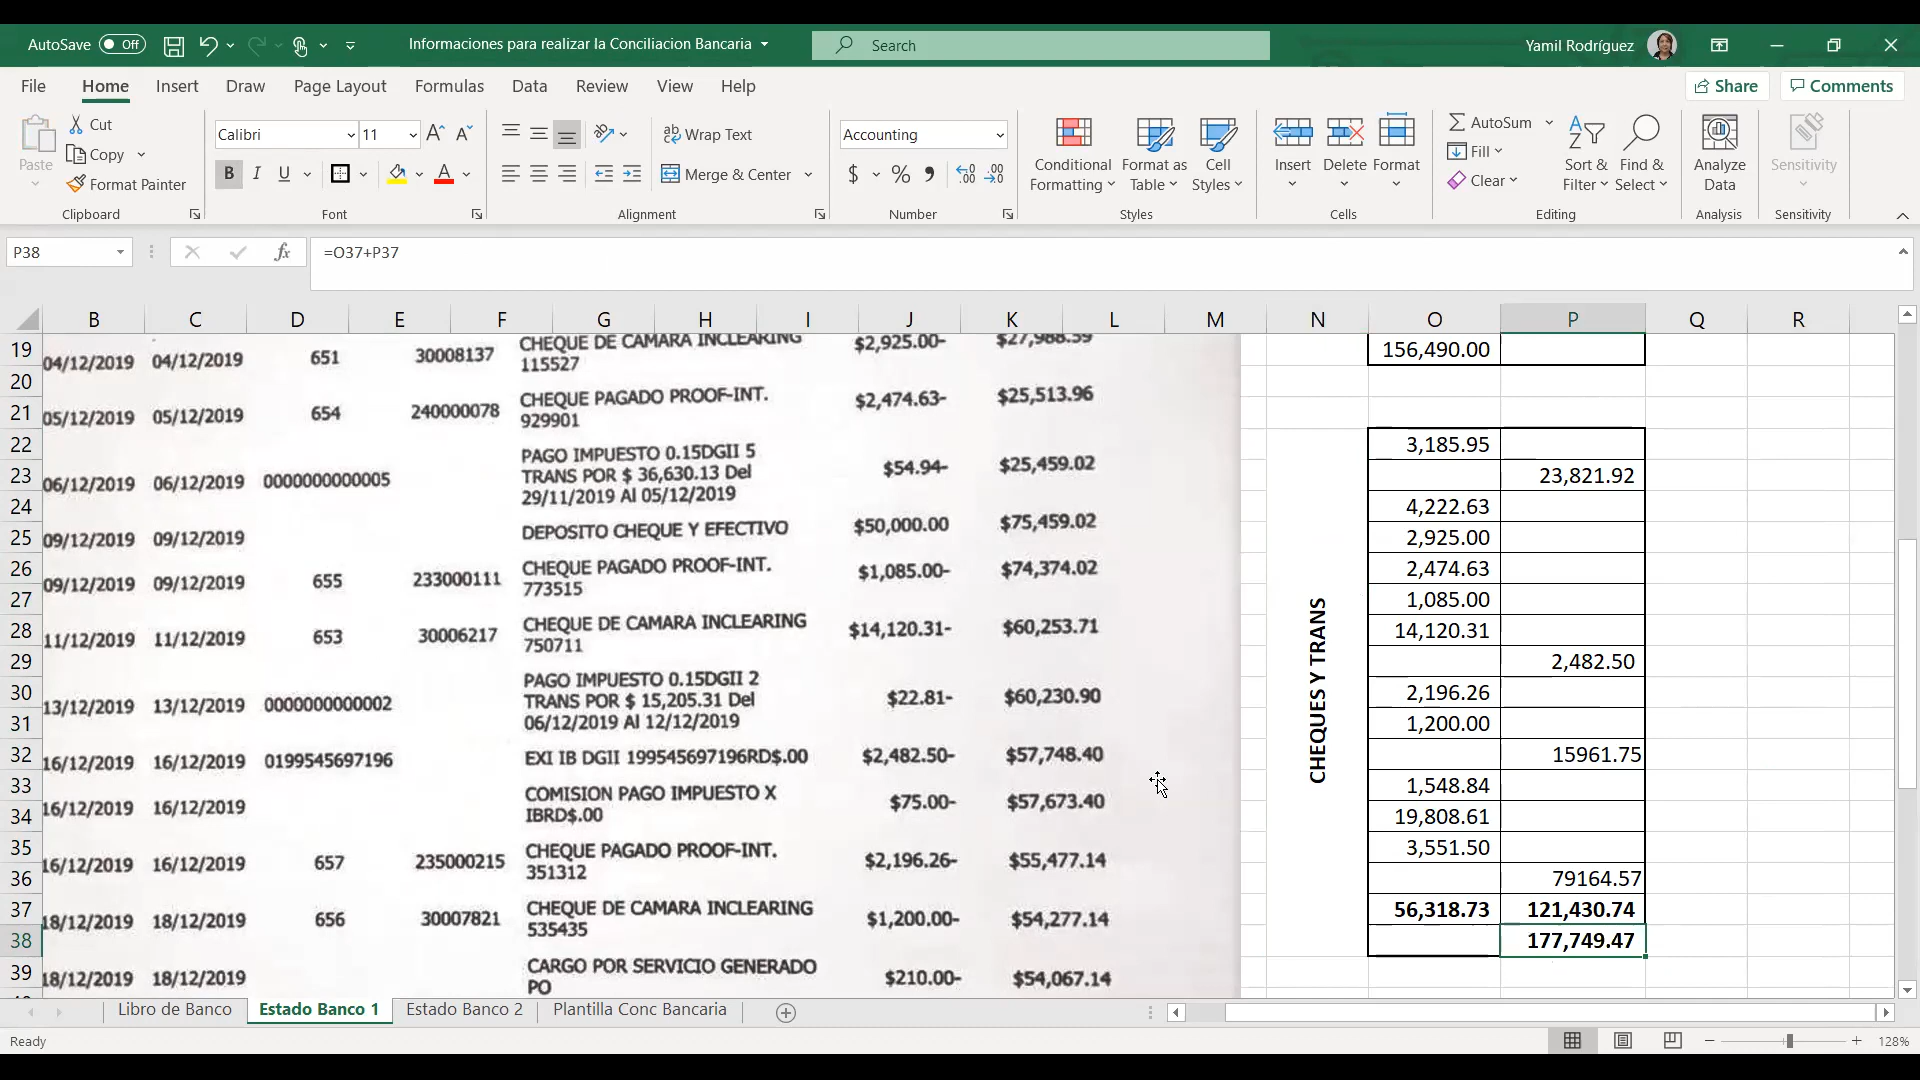 AutoSave Off Informaciones para realizar la Conciliacion Bancaria Search Yamil Rodríguez
File Home Insert Draw Page Layout Formulas Data Review View Help Share Comments
Paste Cut Copy Format Painter Clipboard
Calibri 11 B I U Font
Wrap Text Merge & Center Alignment
Accounting $ % Number
Conditional Formatting Format as Table Cell Styles Styles
Insert Delete Format Cells
AutoSum Fill Clear Sort & Filter Find & Select Editing
Analyze Data Analysis
Sensitivity Sensitivity
P38 fx =O37+P37
B C D E F G H I J K L M N O P Q R
19
20
21
22
23
24
25
26
27
28
29
30
31
32
33
34
35
36
37
38
39
04/12/2019 04/12/2019 651 30008137 CHEQUE DE CAMARA INCLEARING $2,925.00- $27,988.59
115527
05/12/2019 05/12/2019 654 240000078 CHEQUE PAGADO PROOF-INT. $2,474.63- $25,513.96
929901
PAGO IMPUESTO 0.15DGII 5
06/12/2019 06/12/2019 0000000000005 TRANS POR $ 36,630.13 Del $54.94- $25,459.02
29/11/2019 Al 05/12/2019
09/12/2019 09/12/2019 DEPOSITO CHEQUE Y EFECTIVO $50,000.00 $75,459.02
09/12/2019 09/12/2019 655 233000111 CHEQUE PAGADO PROOF-INT. $1,085.00- $74,374.02
773515
11/12/2019 11/12/2019 653 30006217 CHEQUE DE CAMARA INCLEARING $14,120.31- $60,253.71
750711
PAGO IMPUESTO 0.15DGII 2
13/12/2019 13/12/2019 0000000000002 TRANS POR $ 15,205.31 Del $22.81- $60,230.90
06/12/2019 Al 12/12/2019
16/12/2019 16/12/2019 0199545697196 EXI IB DGII 199545697196RD$.00 $2,482.50- $57,748.40
16/12/2019 16/12/2019 COMISION PAGO IMPUESTO X $75.00- $57,673.40
IBRD$.00
16/12/2019 16/12/2019 657 235000215 CHEQUE PAGADO PROOF-INT. $2,196.26- $55,477.14
351312
18/12/2019 18/12/2019 656 30007821 CHEQUE DE CAMARA INCLEARING $1,200.00- $54,277.14
535435
18/12/2019 18/12/2019 CARGO POR SERVICIO GENERADO $210.00- $54,067.14
PO
CHEQUES Y TRANS
156,490.00
3,185.95
23,821.92
4,222.63
2,925.00
2,474.63
1,085.00
14,120.31
2,482.50
2,196.26
1,200.00
15961.75
1,548.84
19,808.61
3,551.50
79164.57
56,318.73 121,430.74
177,749.47
Libro de Banco Estado Banco 1 Estado Banco 2 Plantilla Conc Bancaria
Ready 128%